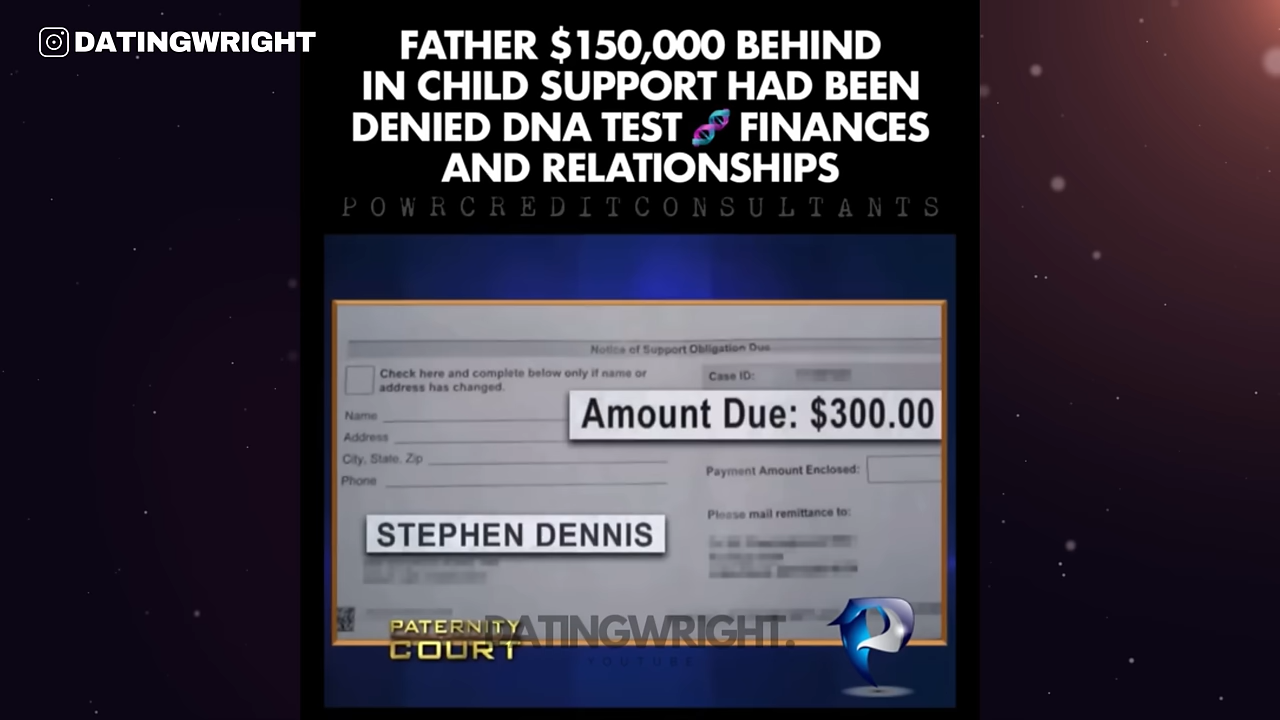 DATINGWRIGHT
FATHER $150,000 BEHIND
IN CHILD SUPPORT HAD BEEN
DENIED DNA TEST 🧬 FINANCES
AND RELATIONSHIPS
POWRCREDITCONSULTANTS
Notice of Support Obligation Due
Check here and complete below only if name or
address has changed.
Case ID:
Amount Due: $300.00
Name
Address
City, State, Zip
Phone
Payment Amount Enclosed:
Please mail remittance to:
STEPHEN DENNIS
PATERNITY
COURT
DATINGWRIGHT.
YOUTUBE